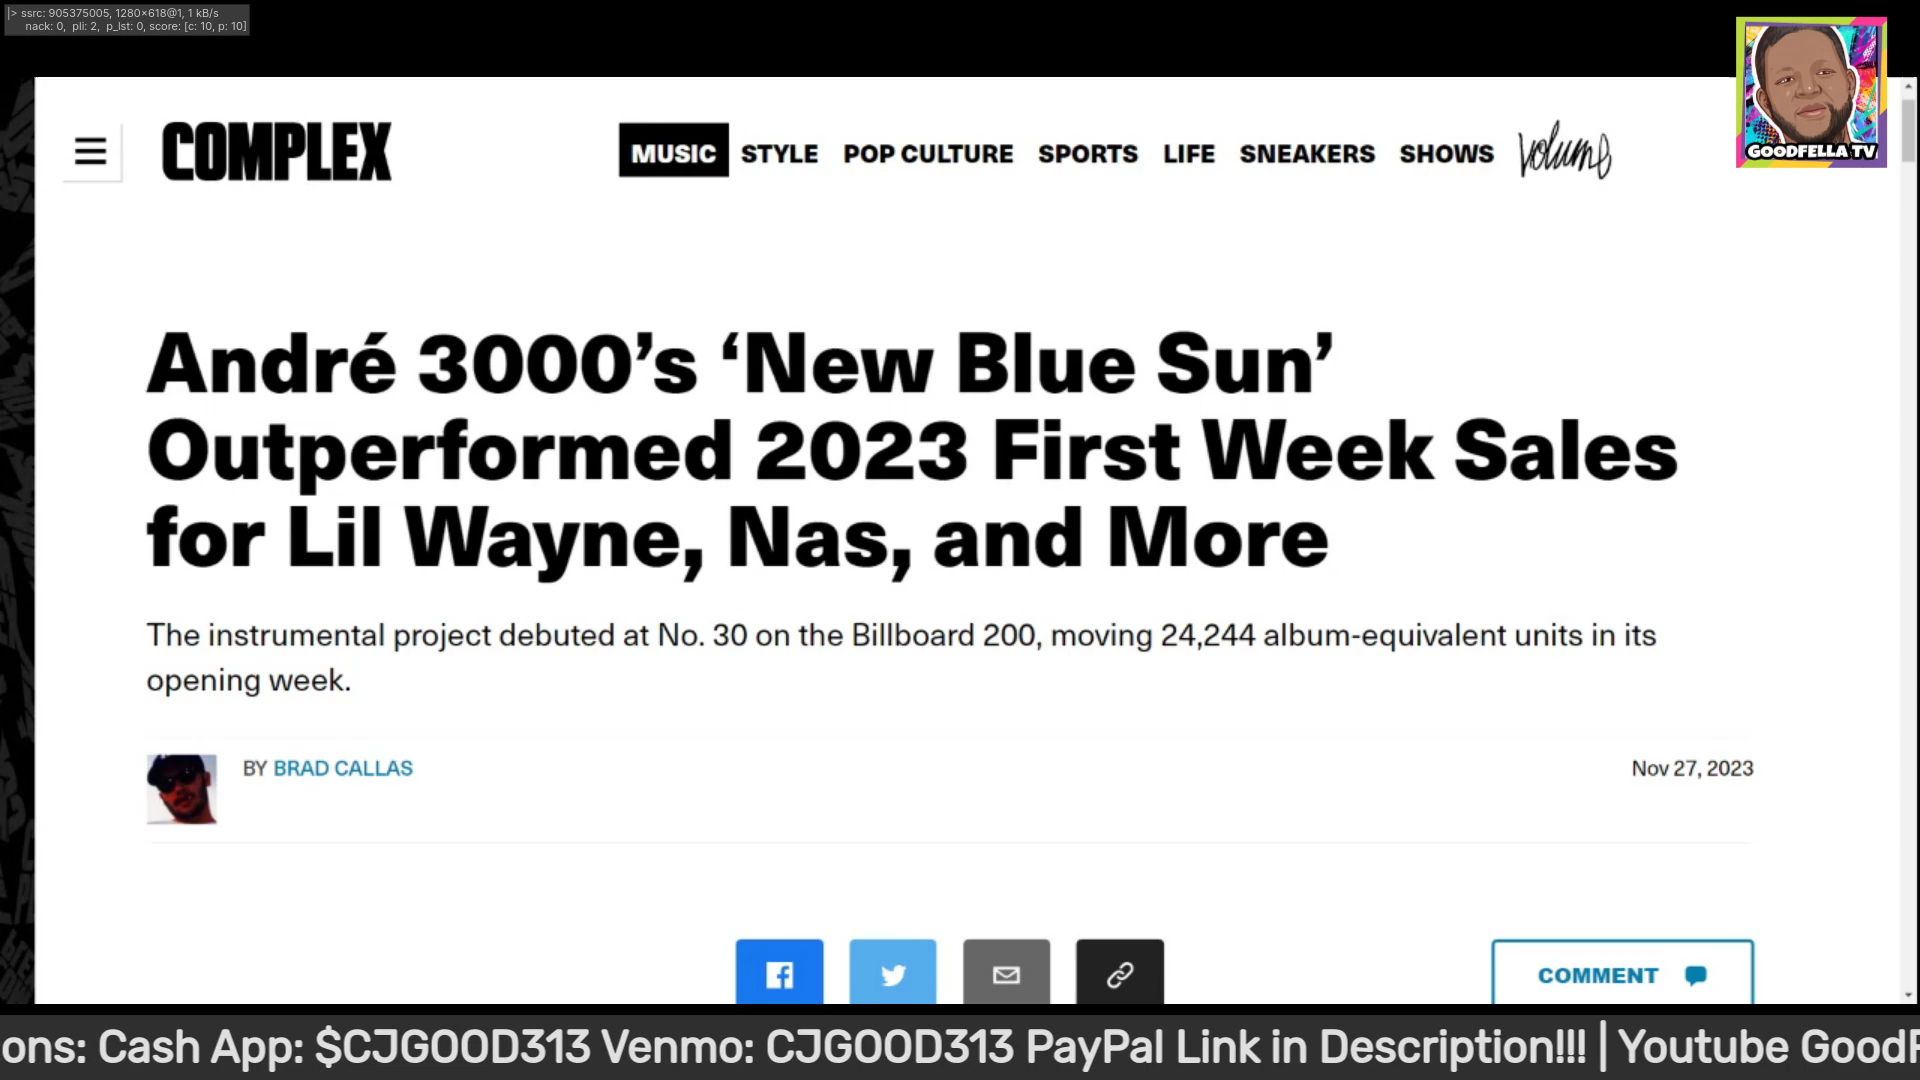 |> ssrc: 905375005, 1280×618@1, 1 kB/s
nack: 0, pli: 2, p_lst: 0, score: [c: 10, p: 10]
GOODFELLA TV
COMPLEX
MUSIC STYLE POP CULTURE SPORTS LIFE SNEAKERS SHOWS volume
André 3000’s ‘New Blue Sun’
Outperformed 2023 First Week Sales
for Lil Wayne, Nas, and More
The instrumental project debuted at No. 30 on the Billboard 200, moving 24,244 album-equivalent units in its
opening week.
BY BRAD CALLAS
Nov 27, 2023
COMMENT
ons: Cash App: $CJGOOD313 Venmo: CJGOOD313 PayPal Link in Description!!! | Youtube GoodF